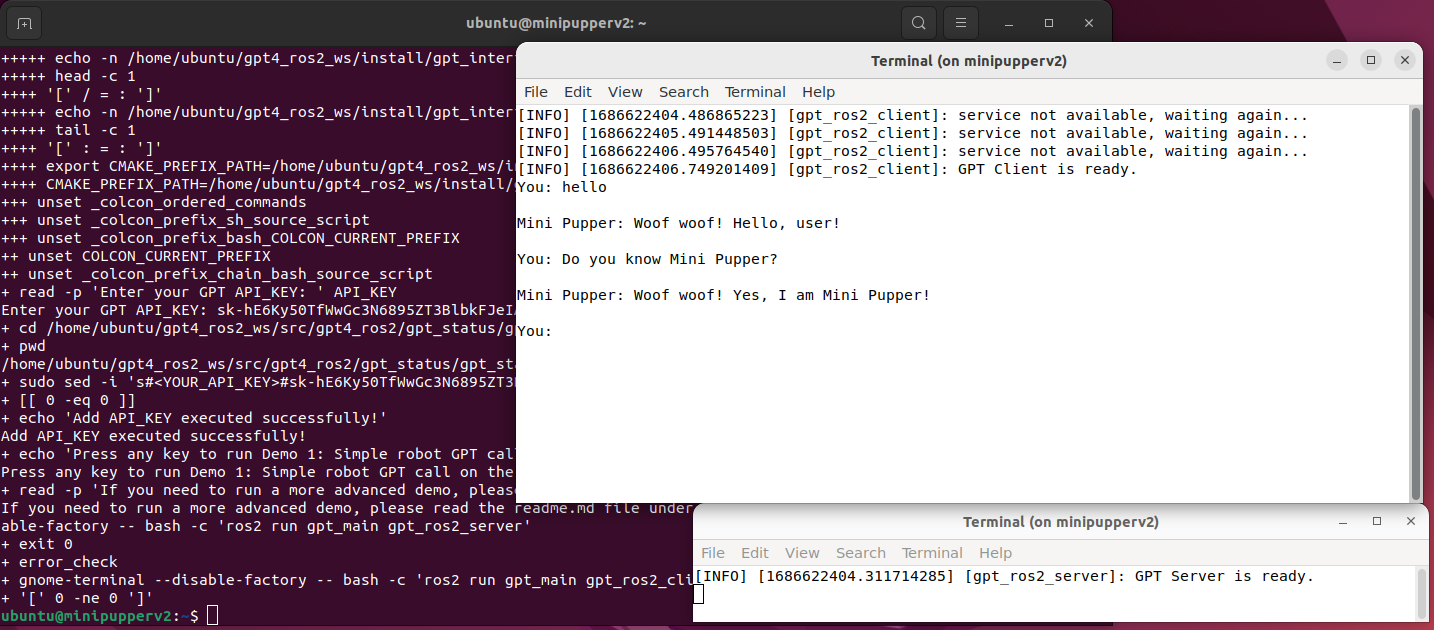 ubuntu@minipupperv2: ~
+++++ echo -n /home/ubuntu/gpt4_ros2_ws/install/gpt_inter
+++++ head -c 1
++++ '[' / = : ']'
+++++ echo -n /home/ubuntu/gpt4_ros2_ws/install/gpt_inter
+++++ tail -c 1
++++ '[' : = : ']'
++++ export CMAKE_PREFIX_PATH=/home/ubuntu/gpt4_ros2_ws/in
++++ CMAKE_PREFIX_PATH=/home/ubuntu/gpt4_ros2_ws/install/g
+++ unset _colcon_ordered_commands
+++ unset _colcon_prefix_sh_source_script
+++ unset _colcon_prefix_bash_COLCON_CURRENT_PREFIX
++ unset COLCON_CURRENT_PREFIX
++ unset _colcon_prefix_chain_bash_source_script
+ read -p 'Enter your GPT API_KEY: ' API_KEY
Enter your GPT API_KEY: sk-hE6Ky50TfWwGc3N6895ZT3BlbkFJeI
+ cd /home/ubuntu/gpt4_ros2_ws/src/gpt4_ros2/gpt_status/gp
+ pwd
/home/ubuntu/gpt4_ros2_ws/src/gpt4_ros2/gpt_status/gpt_sta
+ sudo sed -i 's#<YOUR_API_KEY>#sk-hE6Ky50TfWwGc3N6895ZT3
+ [[ 0 -eq 0 ]]
+ echo 'Add API_KEY executed successfully!'
Add API_KEY executed successfully!
+ echo 'Press any key to run Demo 1: Simple robot GPT cal
Press any key to run Demo 1: Simple robot GPT call on the
+ read -p 'If you need to run a more advanced demo, please
If you need to run a more advanced demo, please read the readme.md file under
able-factory -- bash -c 'ros2 run gpt_main gpt_ros2_server'
+ exit 0
+ error_check
+ gnome-terminal --disable-factory -- bash -c 'ros2 run gpt_main gpt_ros2_cli
+ '[' 0 -ne 0 ']'
ubuntu@minipupperv2:~$
Terminal (on minipupperv2)
File Edit View Search Terminal Help
[INFO] [1686622404.486865223] [gpt_ros2_client]: service not available, waiting again...
[INFO] [1686622405.491448503] [gpt_ros2_client]: service not available, waiting again...
[INFO] [1686622406.495764540] [gpt_ros2_client]: service not available, waiting again...
[INFO] [1686622406.749201409] [gpt_ros2_client]: GPT Client is ready.
You: hello
Mini Pupper: Woof woof! Hello, user!
You: Do you know Mini Pupper?
Mini Pupper: Woof woof! Yes, I am Mini Pupper!
You:
Terminal (on minipupperv2)
File Edit View Search Terminal Help
[INFO] [1686622404.311714285] [gpt_ros2_server]: GPT Server is ready.